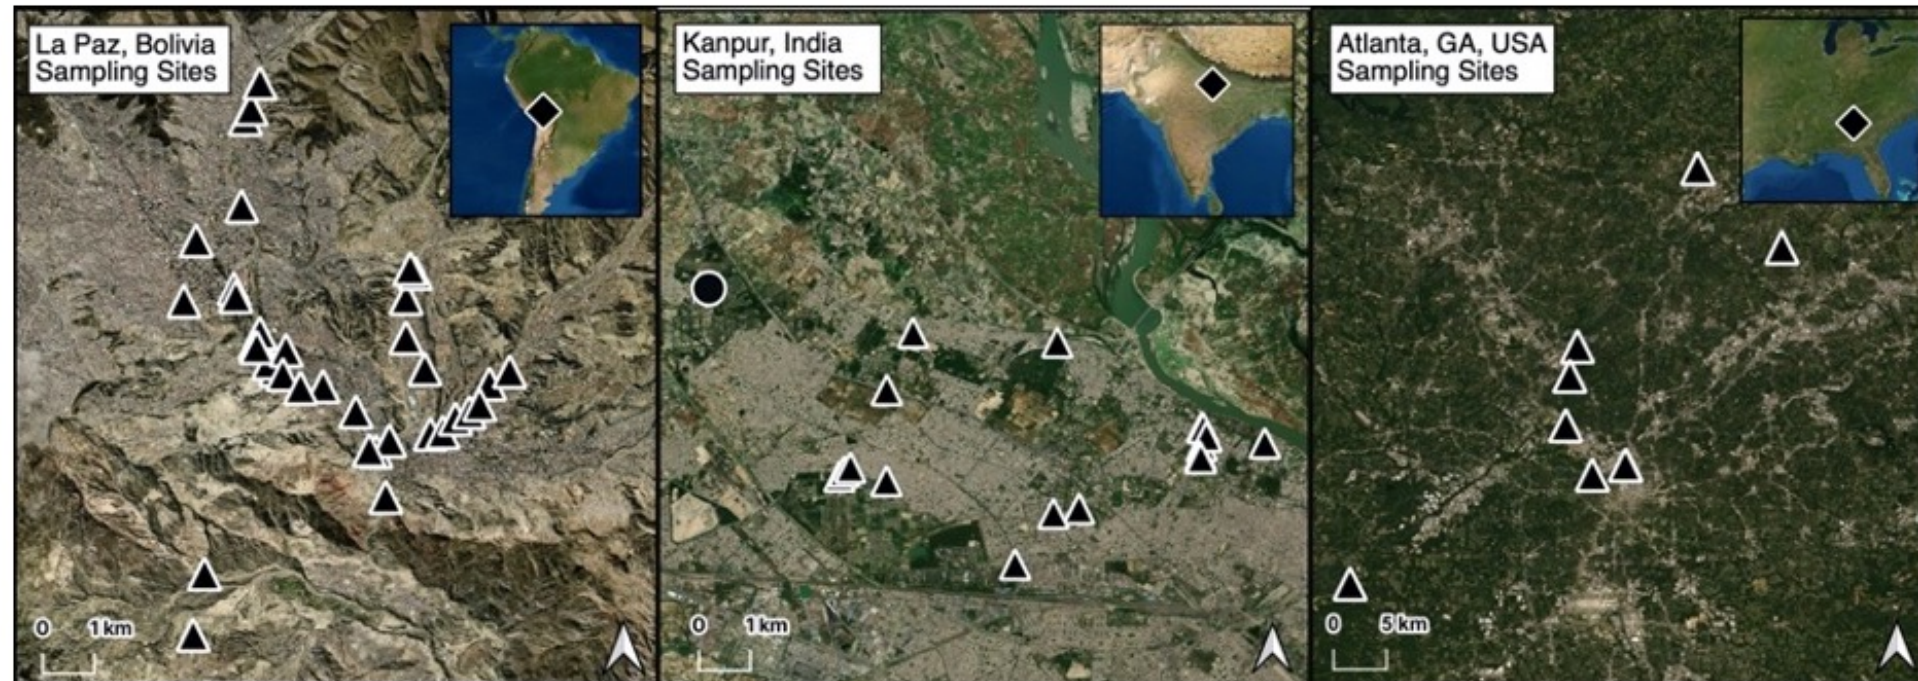 La Paz, Bolivia
Sampling Sites
0 1 km
Kanpur, India
Sampling Sites
0 1 km
Atlanta, GA, USA
Sampling Sites
0 5 km